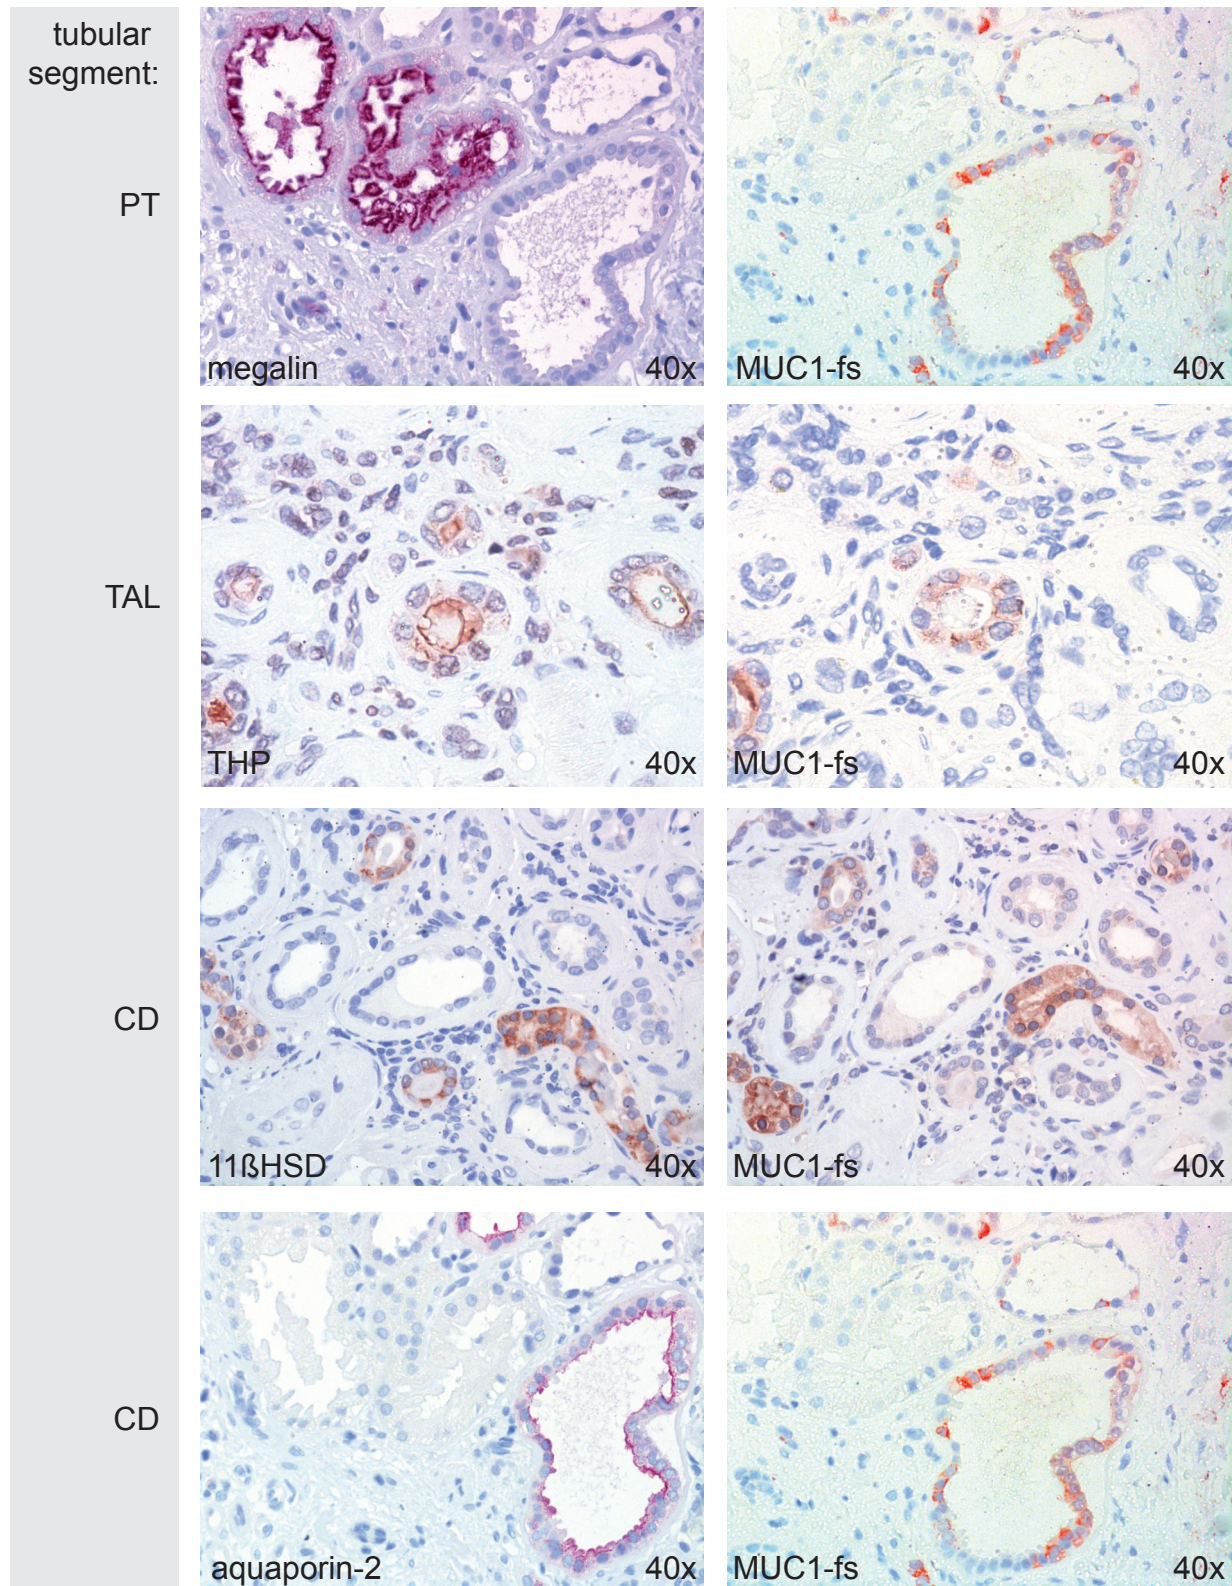 tubular
segment:
PT
megalin 40x
MUC1-fs 40x
TAL
THP 40x
MUC1-fs 40x
CD
11ßHSD 40x
MUC1-fs 40x
CD
aquaporin-2 40x
MUC1-fs 40x